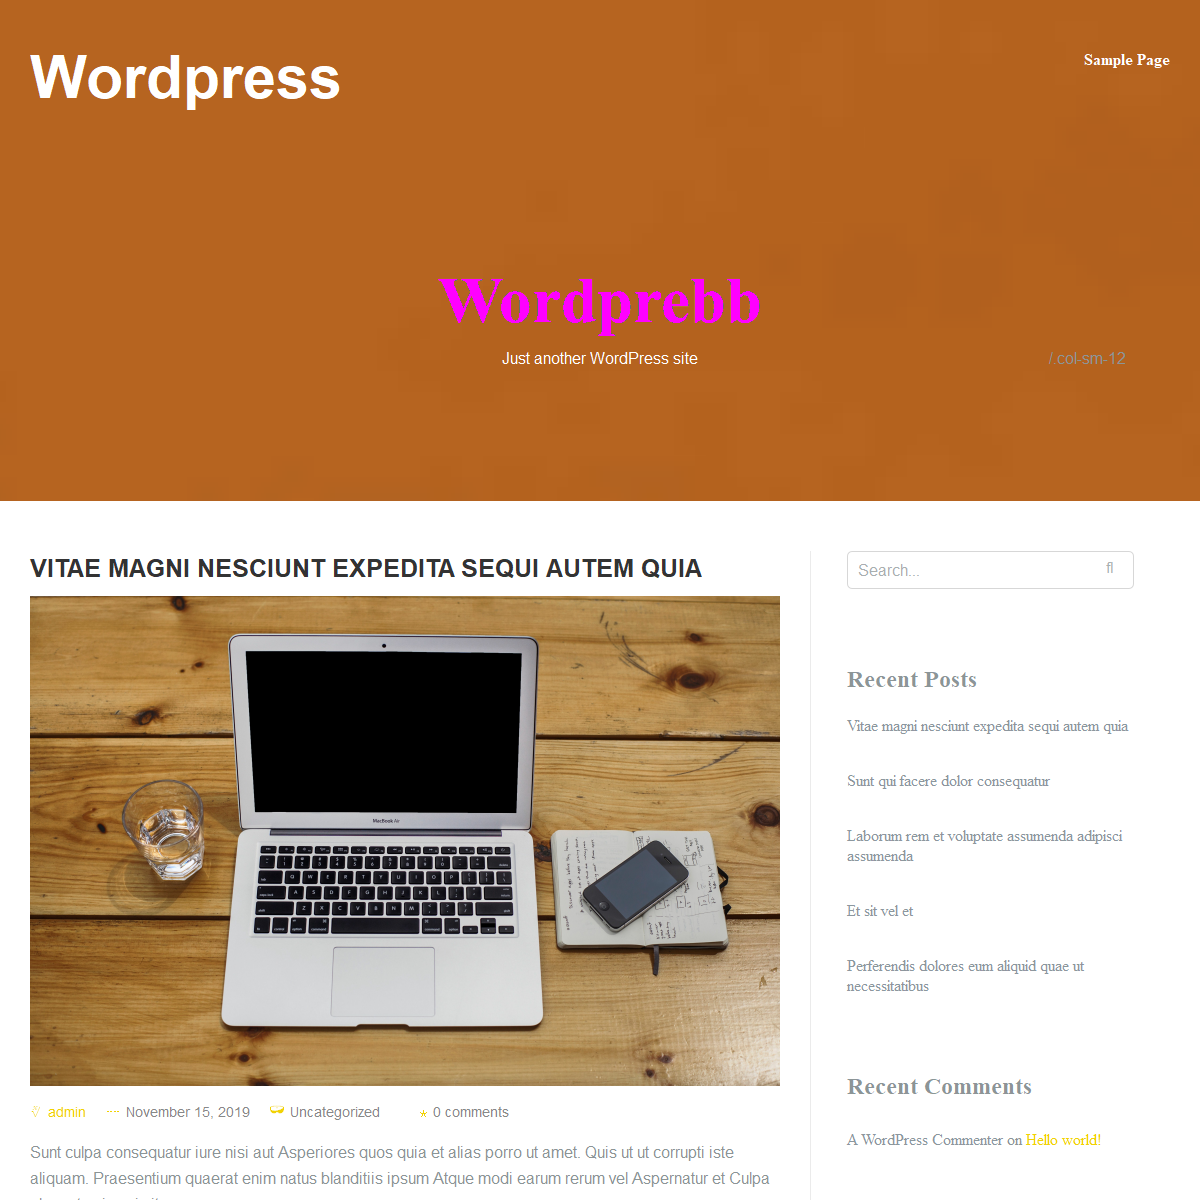 Wordpress
Sample Page
Wordprebb
Just another WordPress site
/.col-sm-12
VITAE MAGNI NESCIUNT EXPEDITA SEQUI AUTEM QUIA
Search...
MacBook Air
admin
November 15, 2019
Uncategorized
0 comments
Sunt culpa consequatur iure nisi aut Asperiores quos quia et alias porro ut amet. Quis ut ut corrupti iste
aliquam. Praesentium quaerat enim natus blanditiis ipsum Atque modi earum rerum vel Aspernatur et Culpa
Recent Posts
Vitae magni nesciunt expedita sequi autem quia
Sunt qui facere dolor consequatur
Laborum rem et voluptate assumenda adipisci
assumenda
Et sit vel et
Perferendis dolores eum aliquid quae ut
necessitatibus
Recent Comments
A WordPress Commenter on Hello world!